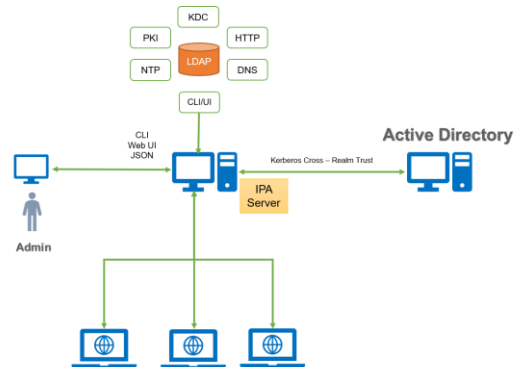 KDC
PKI
HTTP
LDAP
NTP
DNS
CLI/UI
CLI
Web UI
JSON
Active Directory
Kerberos Cross – Realm Trust
IPA
Server
Admin